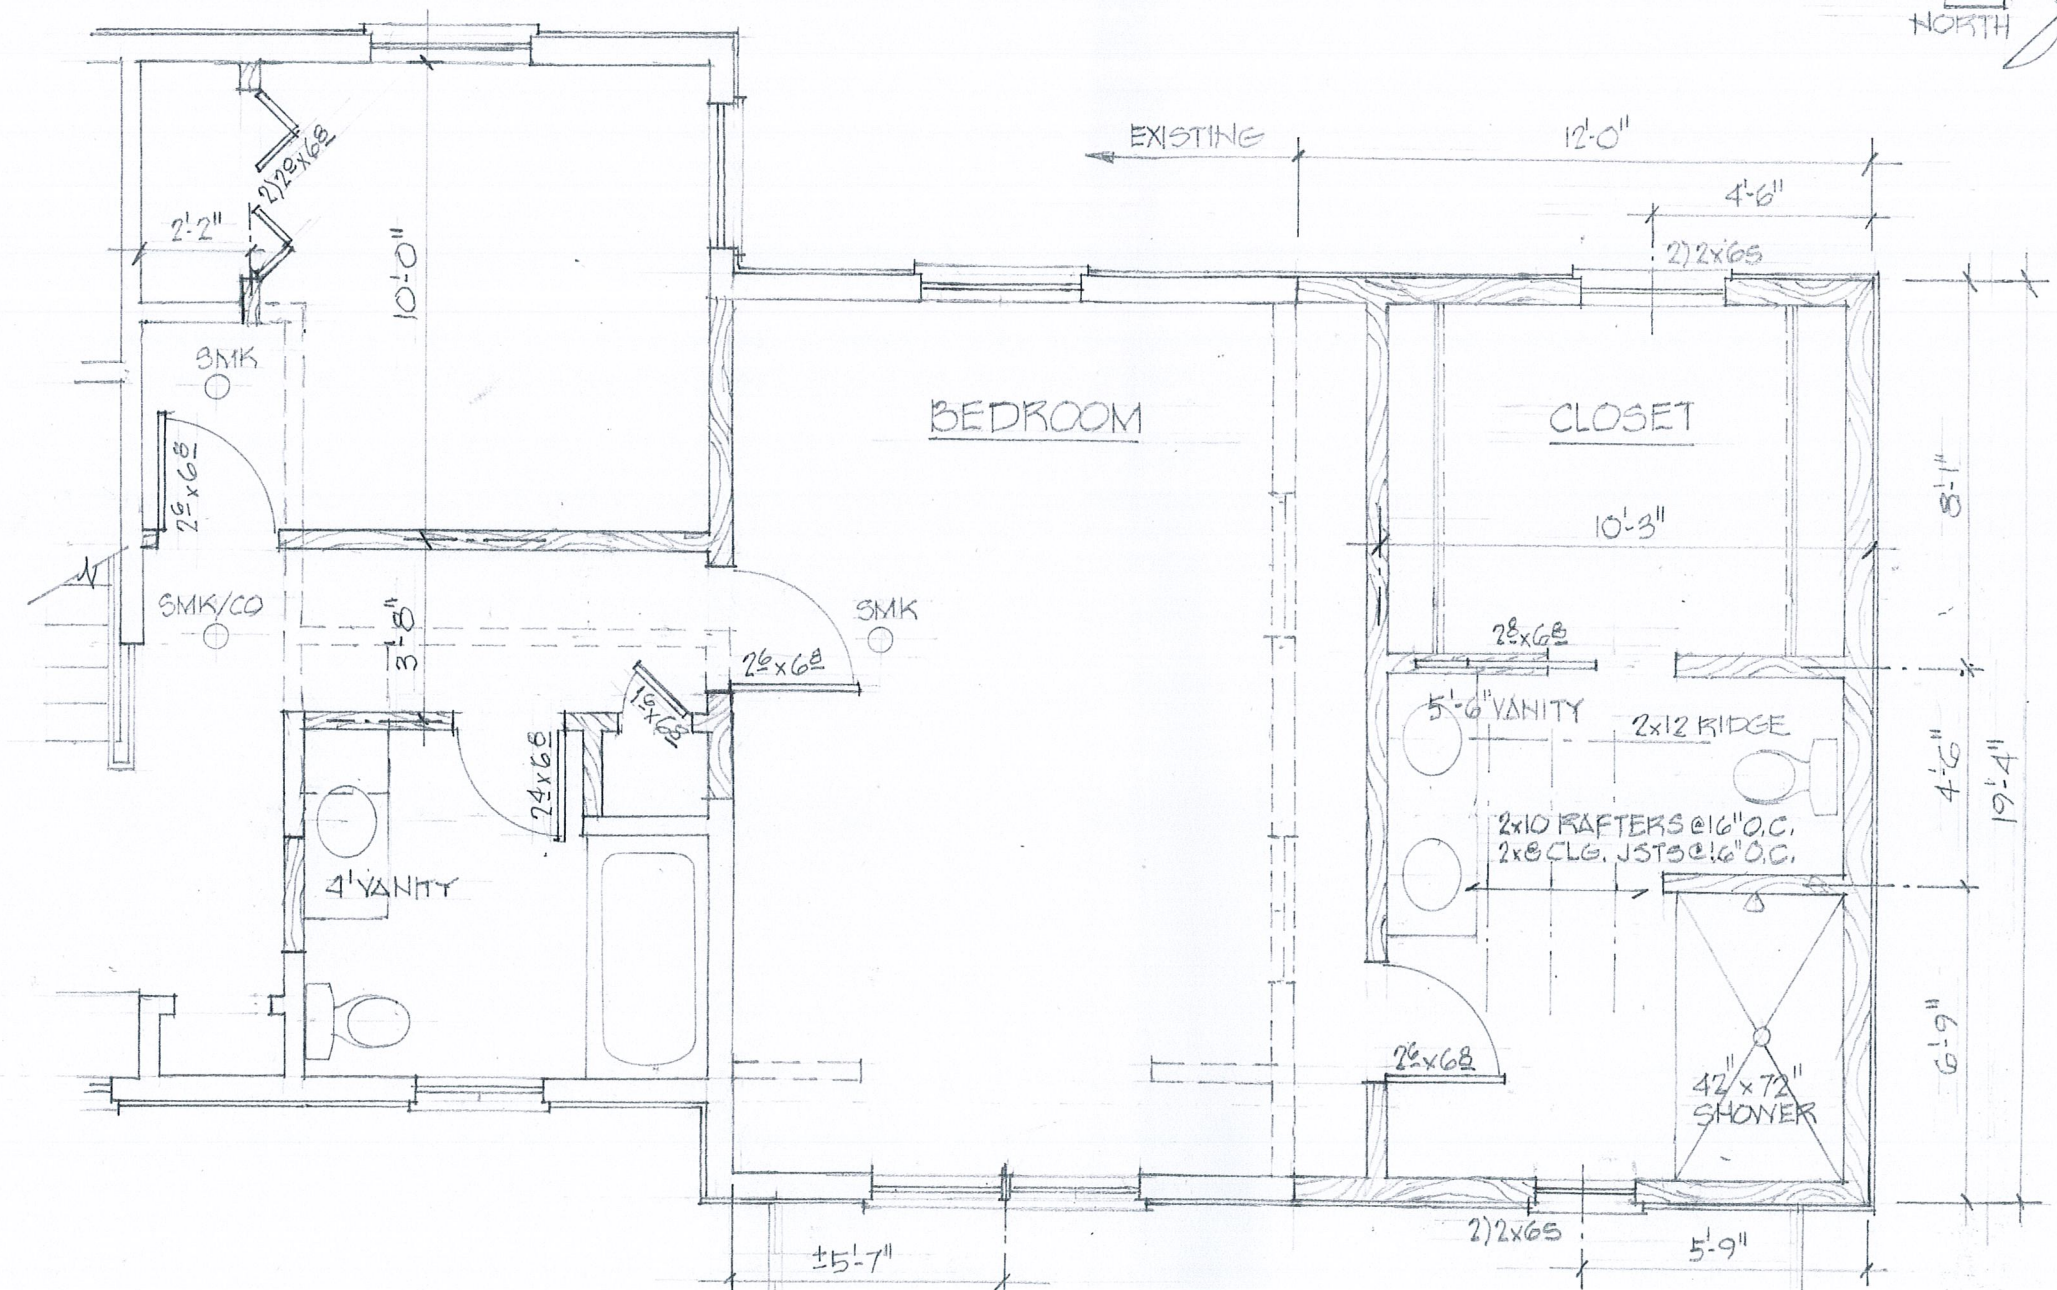 NORTH
EXISTING
12'-0"
4'-6"
2)2x6S
2)2⁸x6⁸
2'-2"
10'-0"
SMK
2⁶x6⁸
BEDROOM
CLOSET
8'-1"
10'-3"
SMK/CO
3'-8"
SMK
2⁶x6⁸
1⁶x6⁸
2⁸x6⁸
5'-6" VANITY
2x12 RIDGE
2⁴x6⁸
4'-6"
19'-4"
2x10 RAFTERS @16" O.C.
2x8 CLG. JSTS @16" O.C.
4' VANITY
2⁶x6⁸
42" x 72"
SHOWER
6'-9"
2)2x6S
±5'-7"
5'-9"